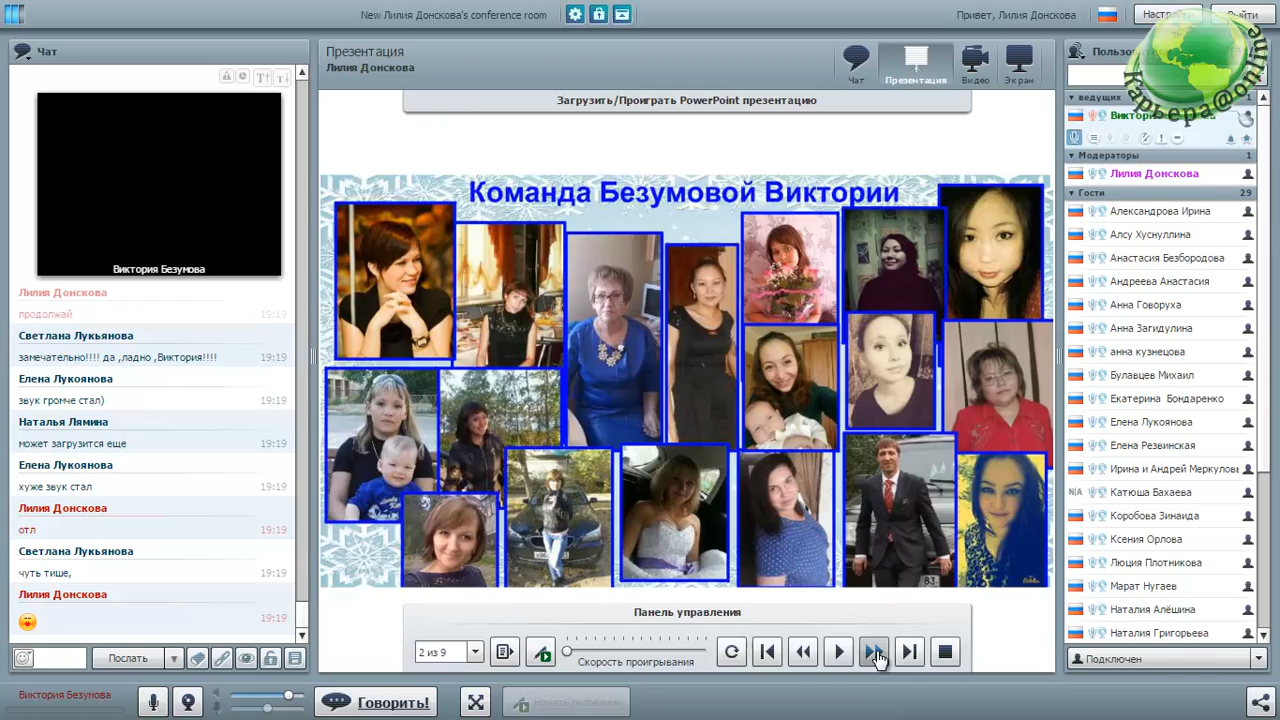 New Лилия Донскова's conference room
Привет, Лилия Донскова
Настройки
Выйти
Карьера@online
Чат
Виктория Безумова
Лилия Донскова
продолжай 19:19
Светлана Лукьянова
замечательно!!!! да ,ладно ,Виктория!!!! 19:19
Елена Лукоянова
звук громче стал) 19:19
Наталья Лямина
может загрузится еще 19:19
Елена Лукоянова
хуже звук стал 19:19
Лилия Донскова
отл 19:19
Светлана Лукьянова
чуть тише, 19:19
Лилия Донскова
19:19
Послать
Презентация
Лилия Донскова
Чат
Презентация
Видео
Экран
Загрузить/Проиграть PowerPoint презентацию
Команда Безумовой Виктории
83
Панель управления
2 из 9
Скорость проигрывания
ведущих 1
Модераторы 1
Лилия Донскова
Гости 29
Александрова Ирина
Алсу Хуснуллина
Анастасия Безбородова
Андреева Анастасия
Анна Говоруха
Анна Загидулина
анна кузнецова
Булавцев Михаил
Екатерина Бондаренко
Елена Лукоянова
Елена Резвинская
Ирина и Андрей Меркуловы
N/A Катюша Бахаева
Коробова Зинаида
Ксения Орлова
Люция Плотникова
Марат Нугаев
Наталия Алёшина
Наталия Григорьева
Подключен
Виктория Безумова
Говорить!